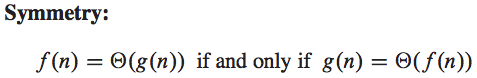 Symmetry:
f(n) = Θ(g(n)) if and only if g(n) = Θ(f(n))